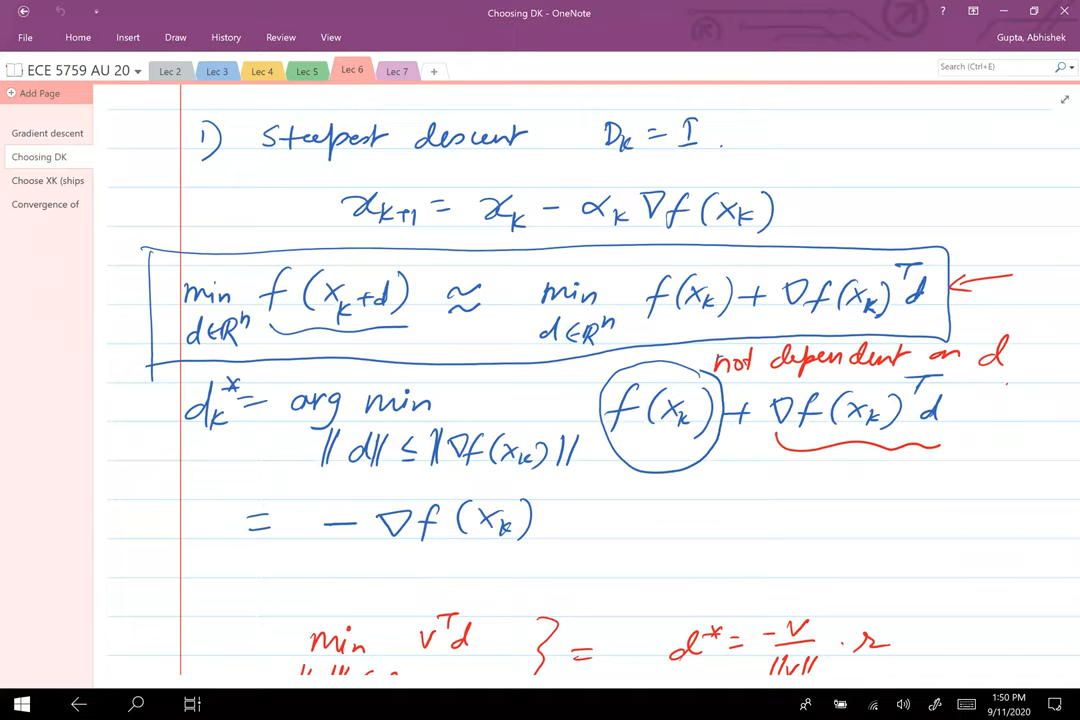 Choosing DK - OneNote
?
File Home Insert Draw History Review View Gupta, Abhishek
ECE 5759 AU 20 Lec 2 Lec 3 Lec 4 Lec 5 Lec 6 Lec 7 + Search (Ctrl+E)
+ Add Page
Gradient descent
Choosing DK
Choose XK (ships
Convergence of
1) Steepest descent D_K = I .
x_{K+1} = x_K - α_K ∇f(x_K)
min_{d∈ℝ^n} f(x_K+d) ≈ min_{d∈ℝ^n} f(x_K) + ∇f(x_K)^T d ←
not dependent on d
d_K^* = arg min_{||d|| ≤ ||∇f(x_K)||} f(x_K) + ∇f(x_K)^T d
= - ∇f(x_K)
min v^T d } = d^* = -v/||v|| · r
1:50 PM
9/11/2020